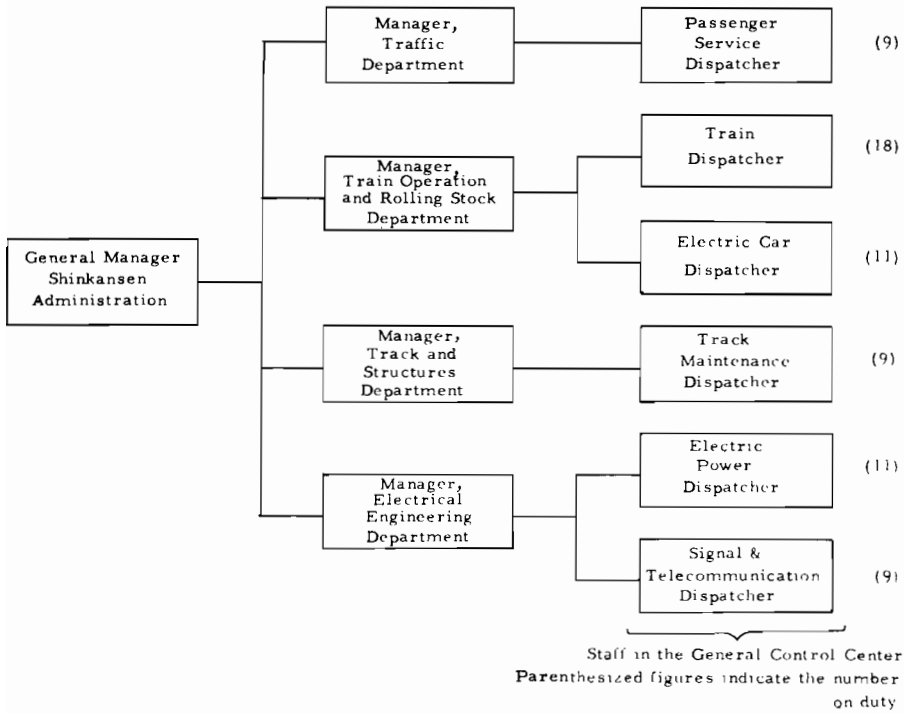 General Manager
Shinkansen
Administration
Manager,
Traffic
Department
Passenger
Service
Dispatcher
(9)
Manager,
Train Operation
and Rolling Stock
Department
Train
Dispatcher
(18)
Electric Car
Dispatcher
(11)
Manager,
Track and
Structures
Department
Track
Maintenance
Dispatcher
(9)
Manager,
Electrical
Engineering
Department
Electric
Power
Dispatcher
(11)
Signal &
Telecommunication
Dispatcher
(9)
Staff in the General Control Center
Parenthesized figures indicate the number
on duty